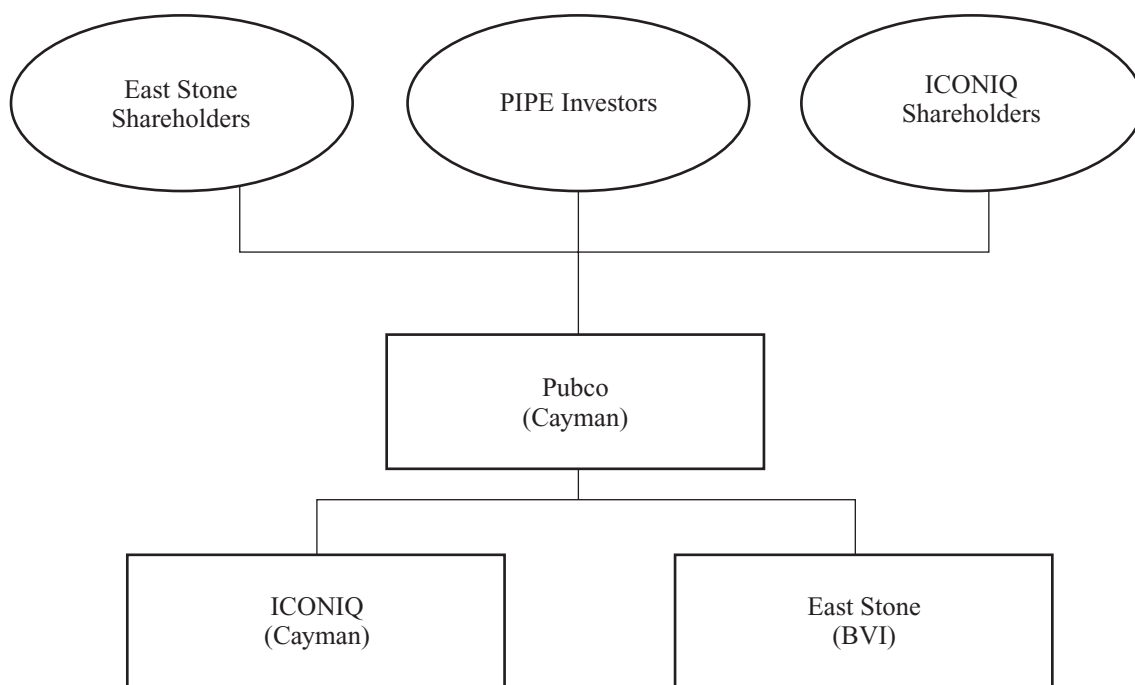 East Stone
Shareholders
PIPE Investors
ICONIQ
Shareholders
Pubco
(Cayman)
ICONIQ
(Cayman)
East Stone
(BVI)